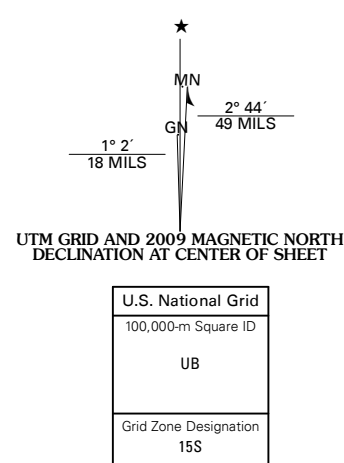 ★
MN
2° 44´
49 MILS
GN
1° 2´
18 MILS
UTM GRID AND 2009 MAGNETIC NORTH
DECLINATION AT CENTER OF SHEET
U.S. National Grid
100,000-m Square ID
UB
Grid Zone Designation
15S